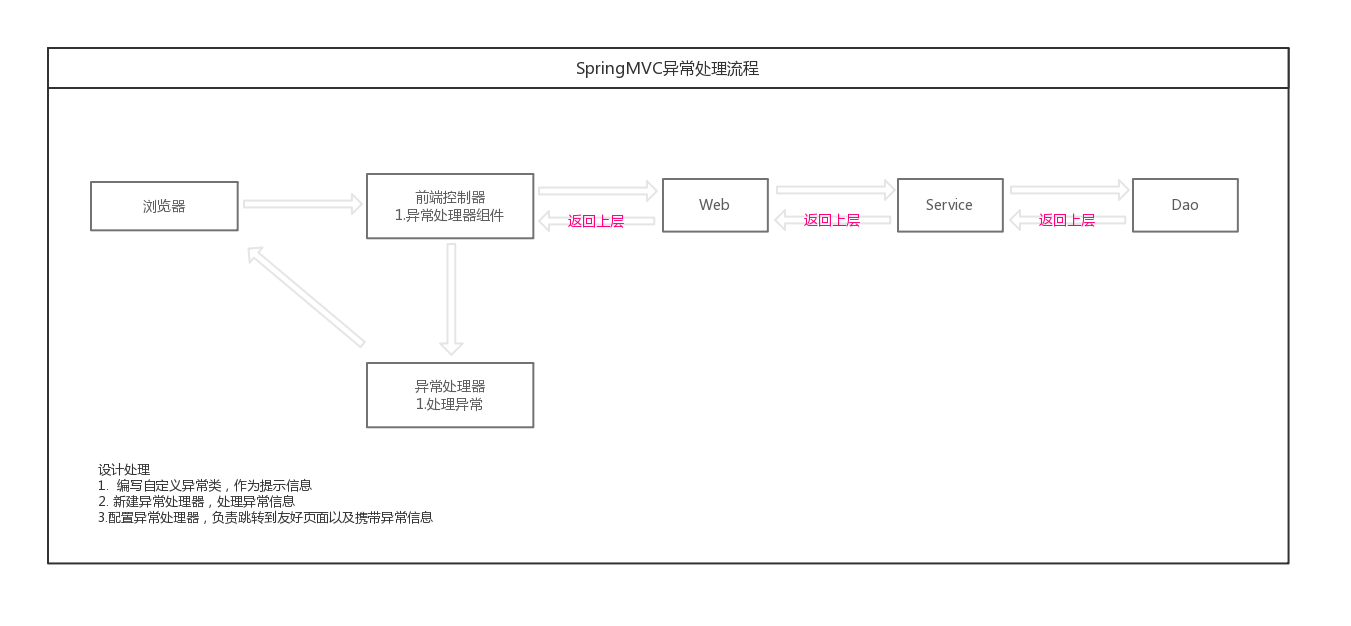 SpringMVC异常处理流程
浏览器
前端控制器
1.异常处理器组件
Web
Service
Dao
返回上层
返回上层
返回上层
异常处理器
1.处理异常
设计处理
1. 编写自定义异常类，作为提示信息
2. 新建异常处理器，处理异常信息
3.配置异常处理器，负责跳转到友好页面以及携带异常信息